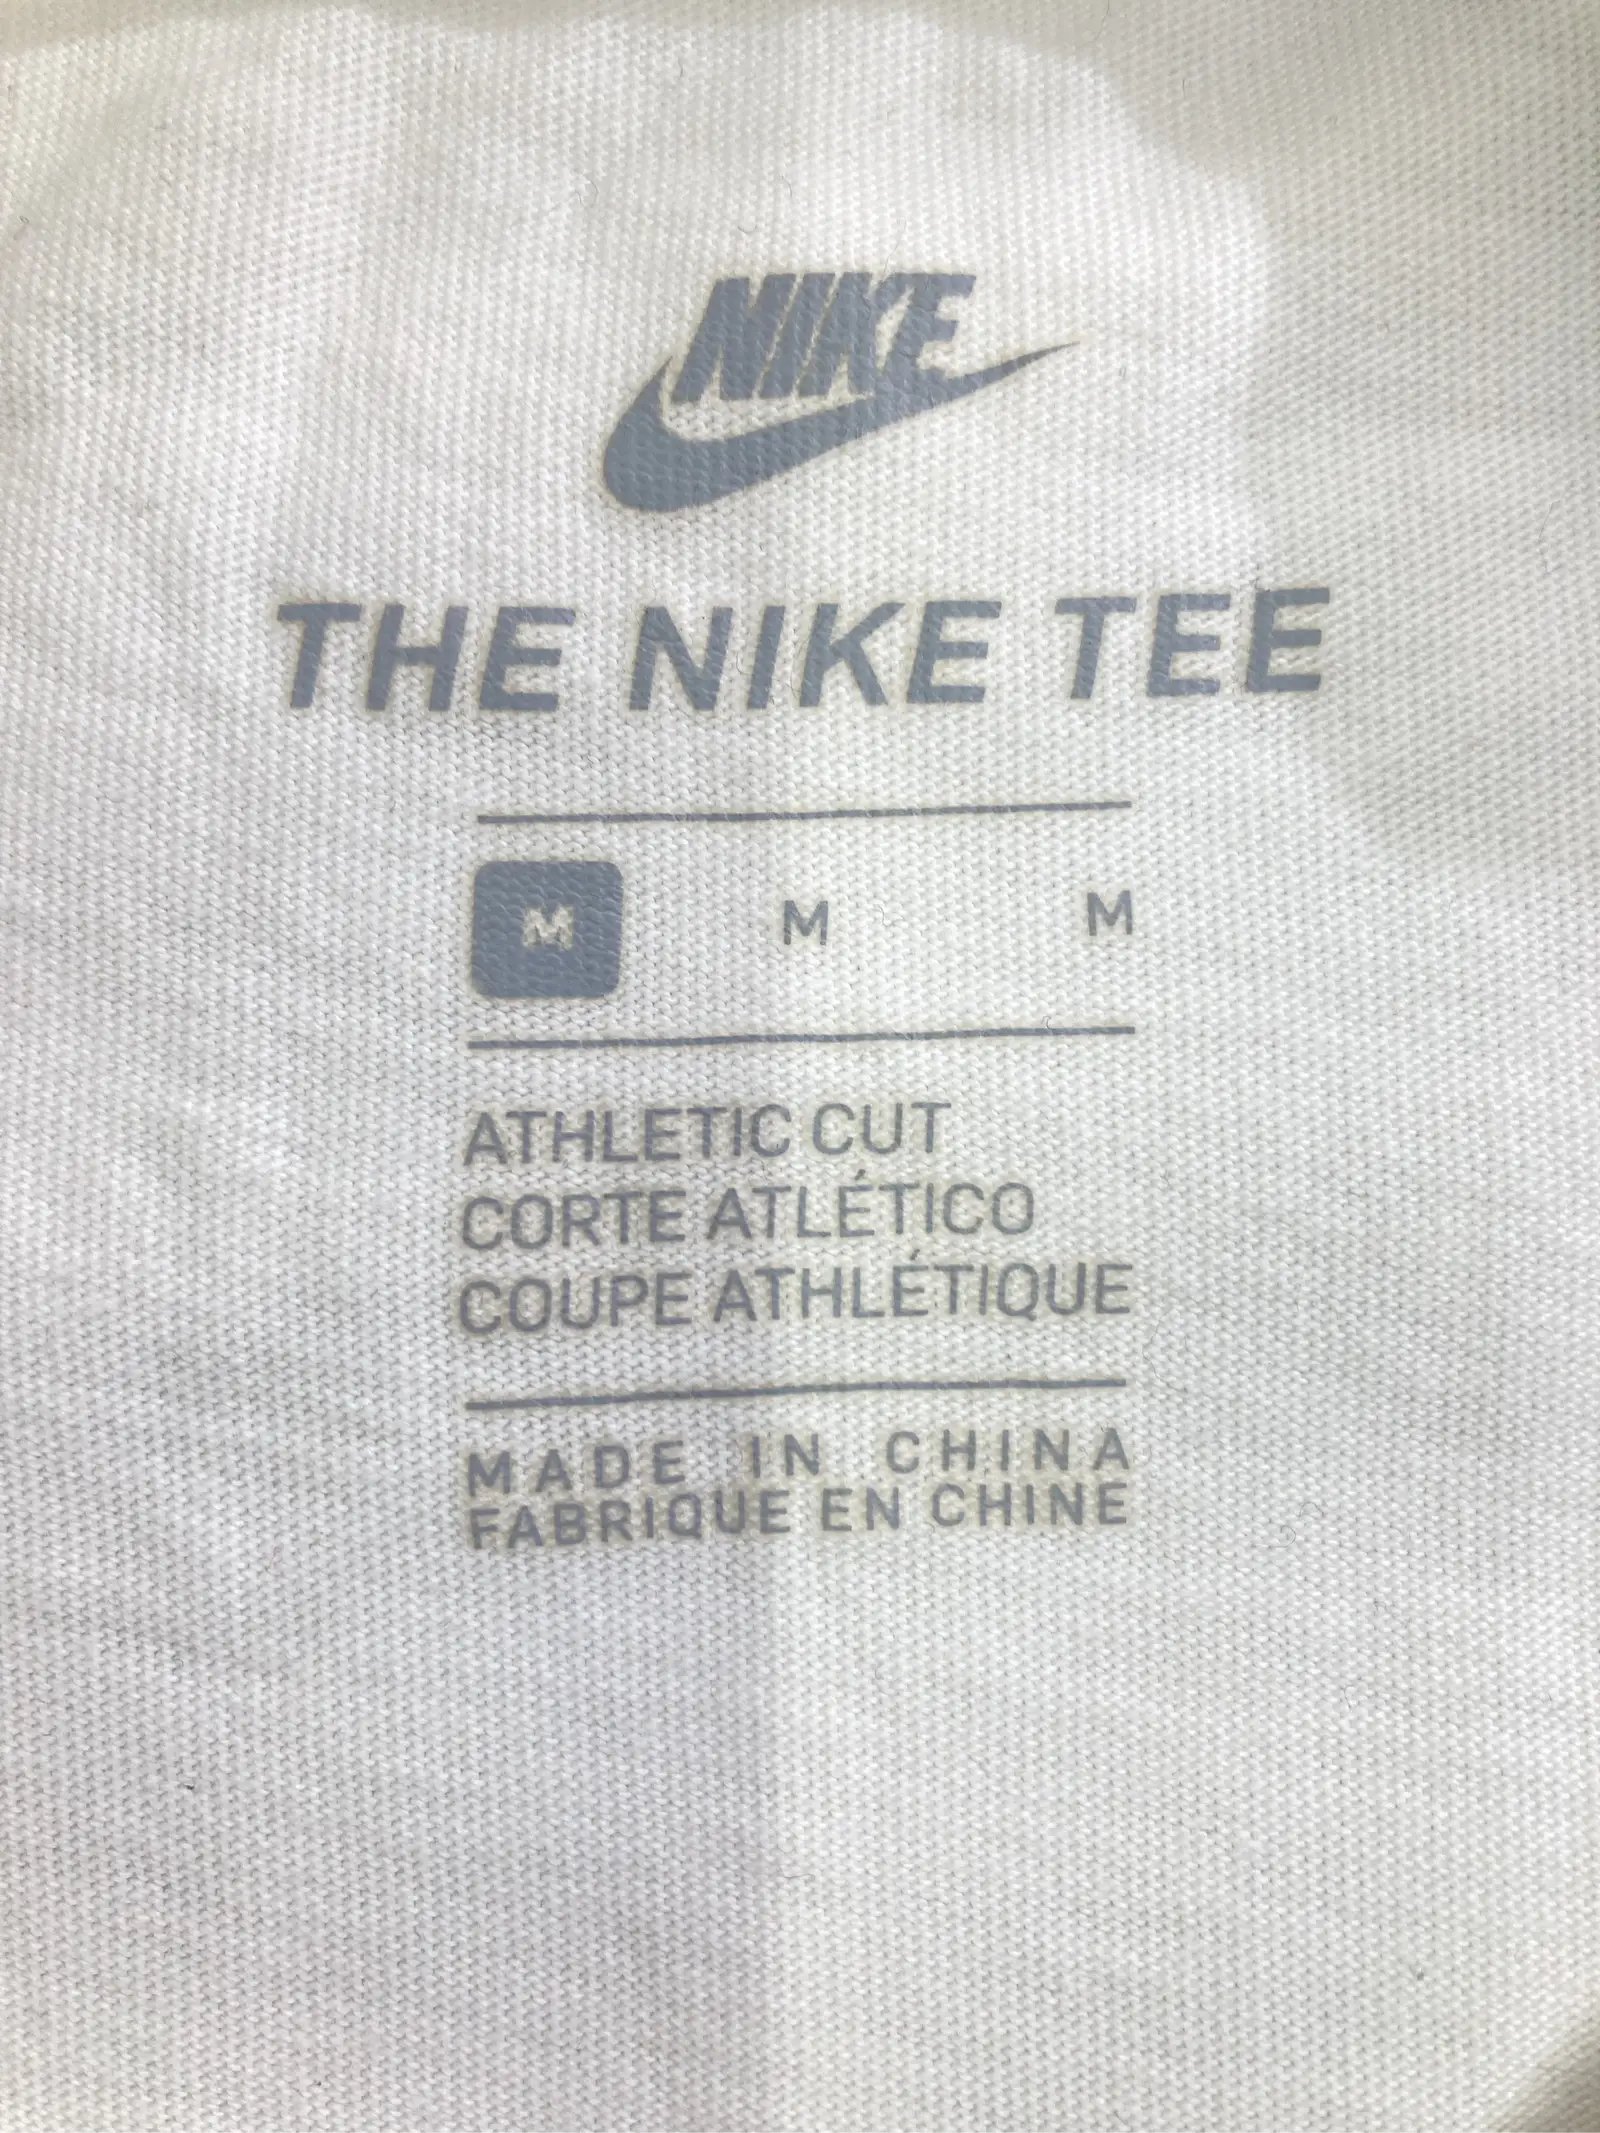 NIKE
THE NIKE TEE
M M M
ATHLETIC CUT
CORTE ATLÉTICO
COUPE ATHLÉTIQUE
MADE IN CHINA
FABRIQUE EN CHINE